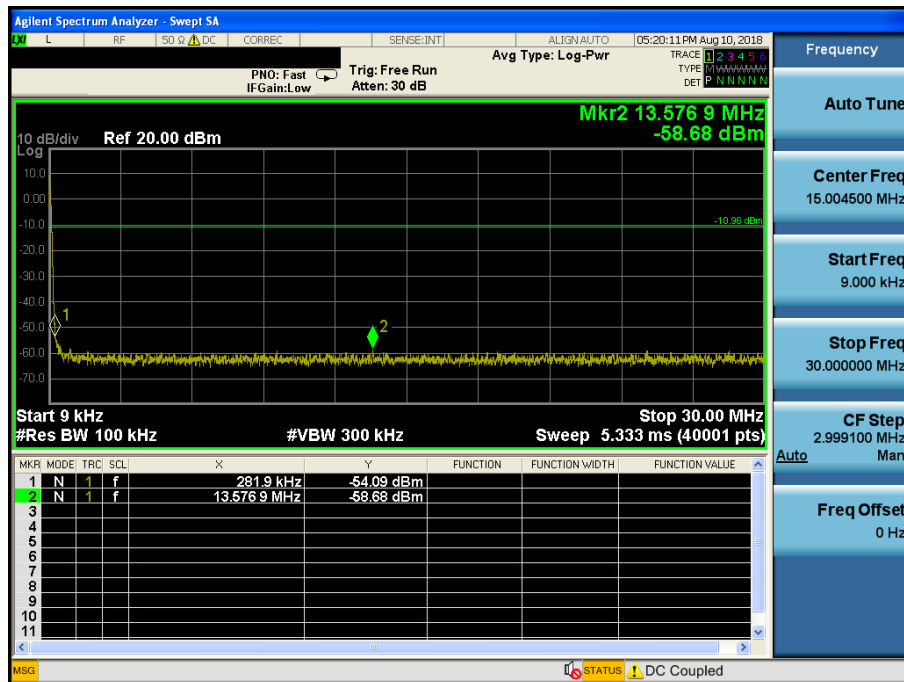 Agilent Spectrum Analyzer - Swept SA
LXI L RF 50 Ω DC CORREC SENSE:INT ALIGN AUTO 05:20:11 PM Aug 10, 2018
Frequency
PNO: Fast
IFGain:Low
Trig: Free Run
Atten: 30 dB
Avg Type: Log-Pwr
TRACE 1 2 3 4 5 6
TYPE M W W W W W
DET P N N N N N
Auto Tune
Mkr2 13.576 9 MHz
-58.68 dBm
10 dB/div
Log
Ref 20.00 dBm
10.0
0.00
-10.0
-20.0
-30.0
-40.0
-50.0
-60.0
-70.0
-10.96 dBm
1
2
Center Freq
15.004500 MHz
Start Freq
9.000 kHz
Stop Freq
30.000000 MHz
CF Step
2.999100 MHz
Auto Man
Freq Offset
0 Hz
Start 9 kHz Stop 30.00 MHz
#Res BW 100 kHz #VBW 300 kHz Sweep 5.333 ms (40001 pts)
MKR MODE TRC SCL X Y FUNCTION FUNCTION WIDTH FUNCTION VALUE
1 N 1 f 281.9 kHz -54.09 dBm
2 N 1 f 13.576 9 MHz -58.68 dBm
3
4
5
6
7
8
9
10
11
MSG STATUS DC Coupled